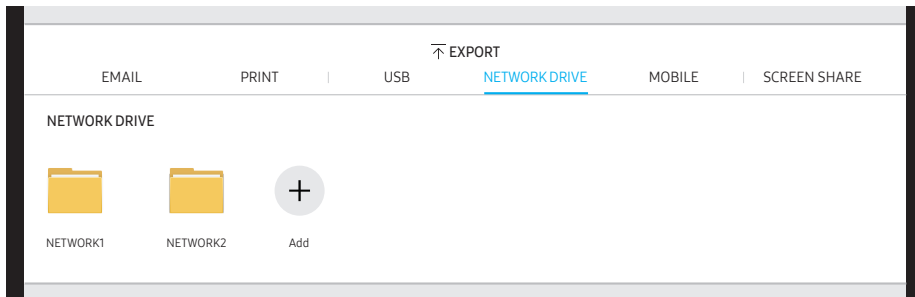 EXPORT
EMAIL PRINT USB NETWORK DRIVE MOBILE SCREEN SHARE
NETWORK DRIVE
NETWORK1 NETWORK2 Add